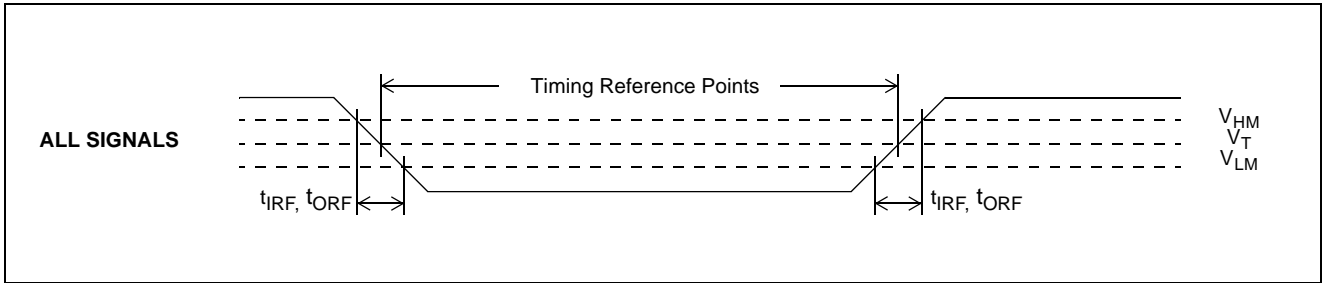 Timing Reference Points
ALL SIGNALS
V_HM
V_T
V_LM
t_IRF, t_ORF
t_IRF, t_ORF